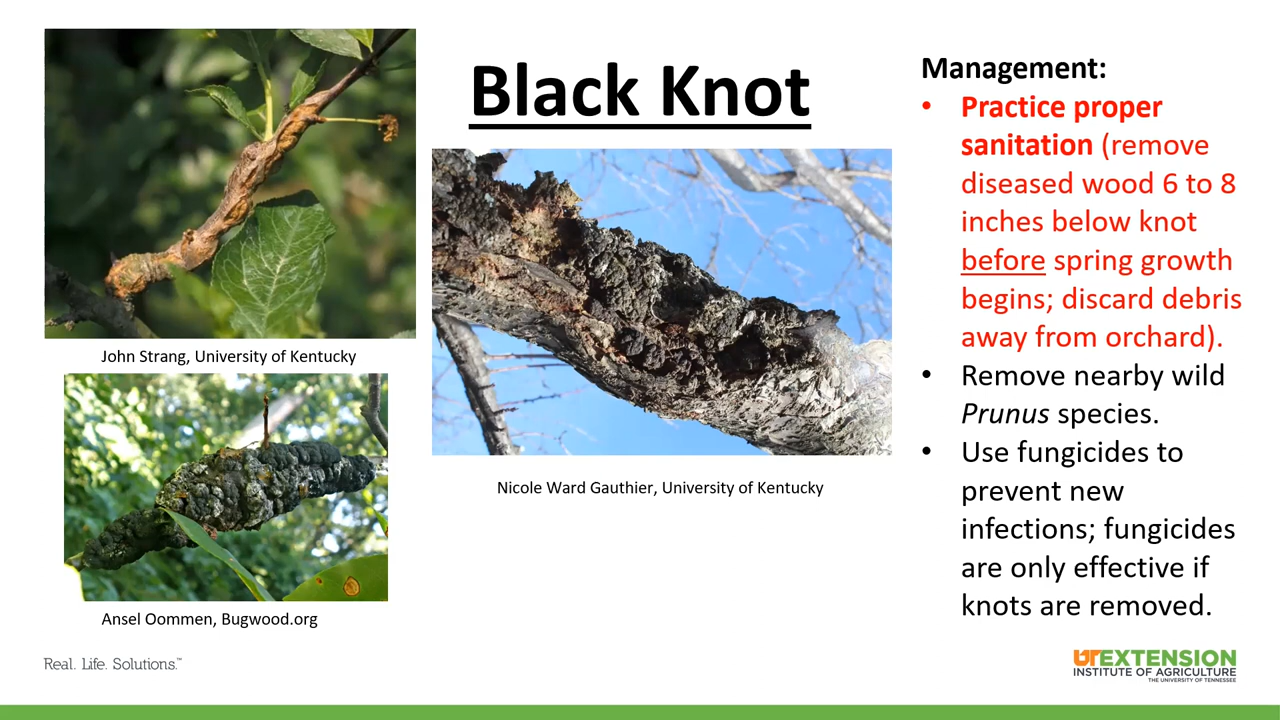 Black Knot
John Strang, University of Kentucky
Ansel Oommen, Bugwood.org
Nicole Ward Gauthier, University of Kentucky
Management:
• Practice proper
sanitation (remove
diseased wood 6 to 8
inches below knot
before spring growth
begins; discard debris
away from orchard).
• Remove nearby wild
Prunus species.
• Use fungicides to
prevent new
infections; fungicides
are only effective if
knots are removed.
Real. Life. Solutions.™
UT EXTENSION
INSTITUTE OF AGRICULTURE
THE UNIVERSITY OF TENNESSEE